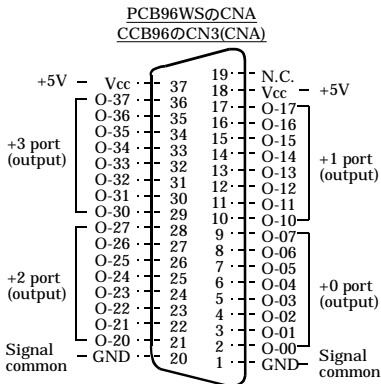 PCB96WSのCNA
CCB96のCN3(CNA)
19 N.C.
+5V Vcc 37 18 Vcc +5V
O-37 36 17 O-17
O-36 35 16 O-16
O-35 34 15 O-15
O-34 33 14 O-14
O-33 32 13 O-13
O-32 31 12 O-12
O-31 30 11 O-11
O-30 29 10 O-10
+3 port
(output)
+1 port
(output)
O-27 28 9 O-07
O-26 27 8 O-06
O-25 26 7 O-05
O-24 25 6 O-04
O-23 24 5 O-03
O-22 23 4 O-02
O-21 22 3 O-01
O-20 21 2 O-00
+2 port
(output)
+0 port
(output)
Signal
common
GND 20 1 GND
Signal
common